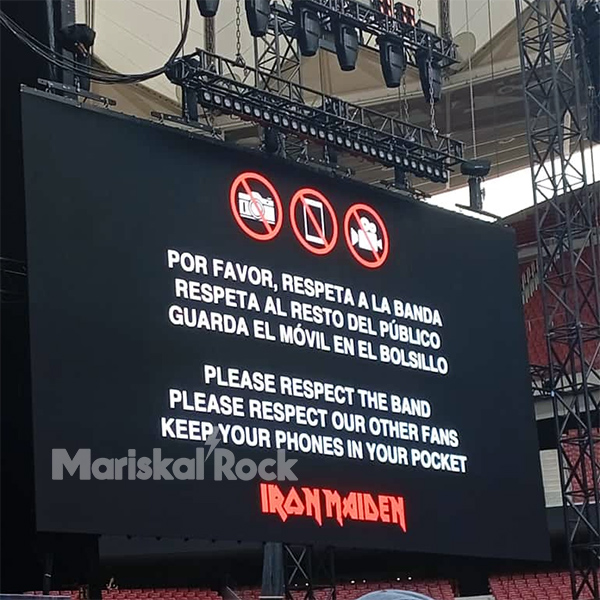 POR FAVOR, RESPETA A LA BANDA
RESPETA AL RESTO DEL PÚBLICO
GUARDA EL MÓVIL EN EL BOLSILLO
PLEASE RESPECT THE BAND
PLEASE RESPECT OUR OTHER FANS
KEEP YOUR PHONES IN YOUR POCKET
Mariskal Rock
IRON MAIDEN